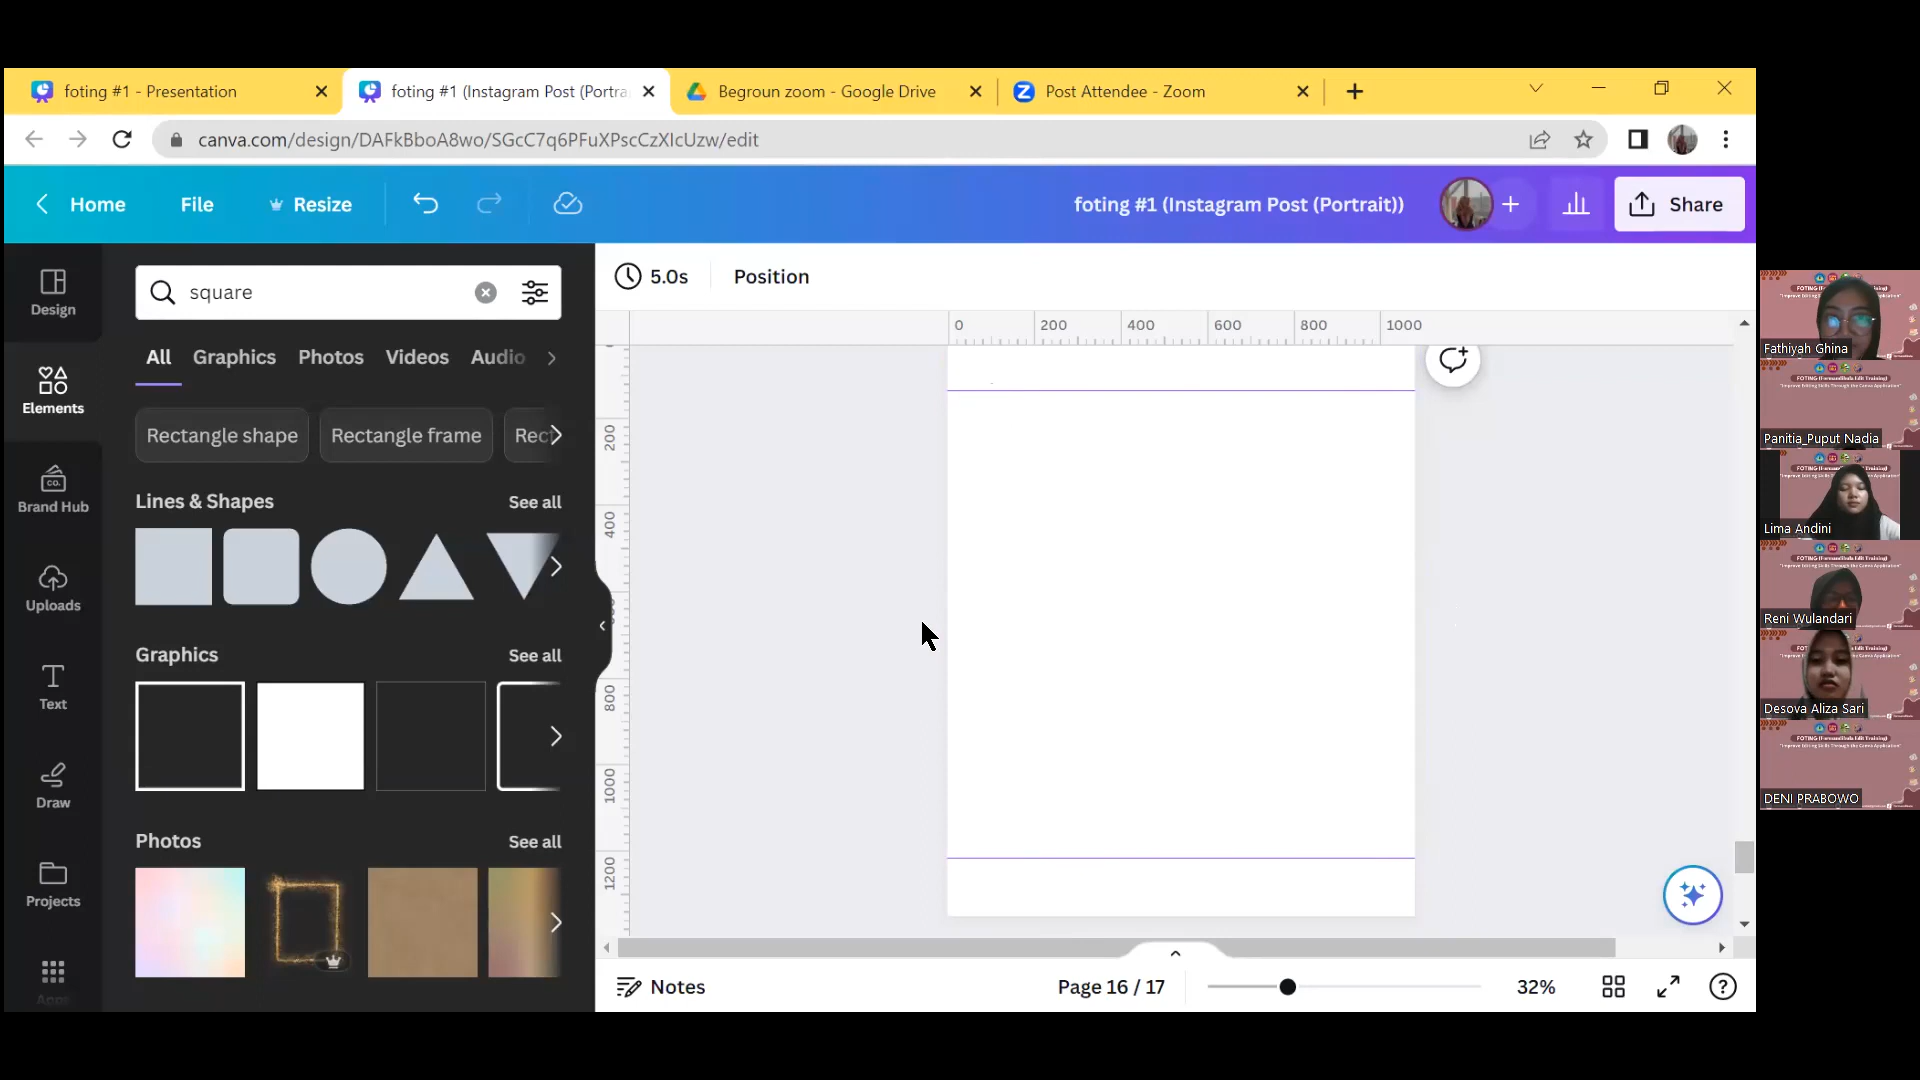 foting #1 - Presentation
foting #1 (Instagram Post (Portra
Begroun zoom - Google Drive
Post Attendee - Zoom
canva.com/design/DAFkBboA8wo/SGcC7q6PFuXPscCzXIcUzw/edit
Home
File
Resize
foting #1 (Instagram Post (Portrait))
Share
Design
Elements
Brand Hub
Uploads
Text
Draw
Projects
Apps
square
All
Graphics
Photos
Videos
Audio
Rectangle shape
Rectangle frame
Rect
Lines & Shapes
See all
Graphics
See all
Photos
See all
5.0s
Position
0
200
400
600
800
1000
200
400
800
1000
1200
Notes
Page 16 / 17
32%
Fathiyah Ghina
Panitia_Puput Nadia
Lima Andini
Reni Wulandari
Desova Aliza Sari
DENI PRABOWO